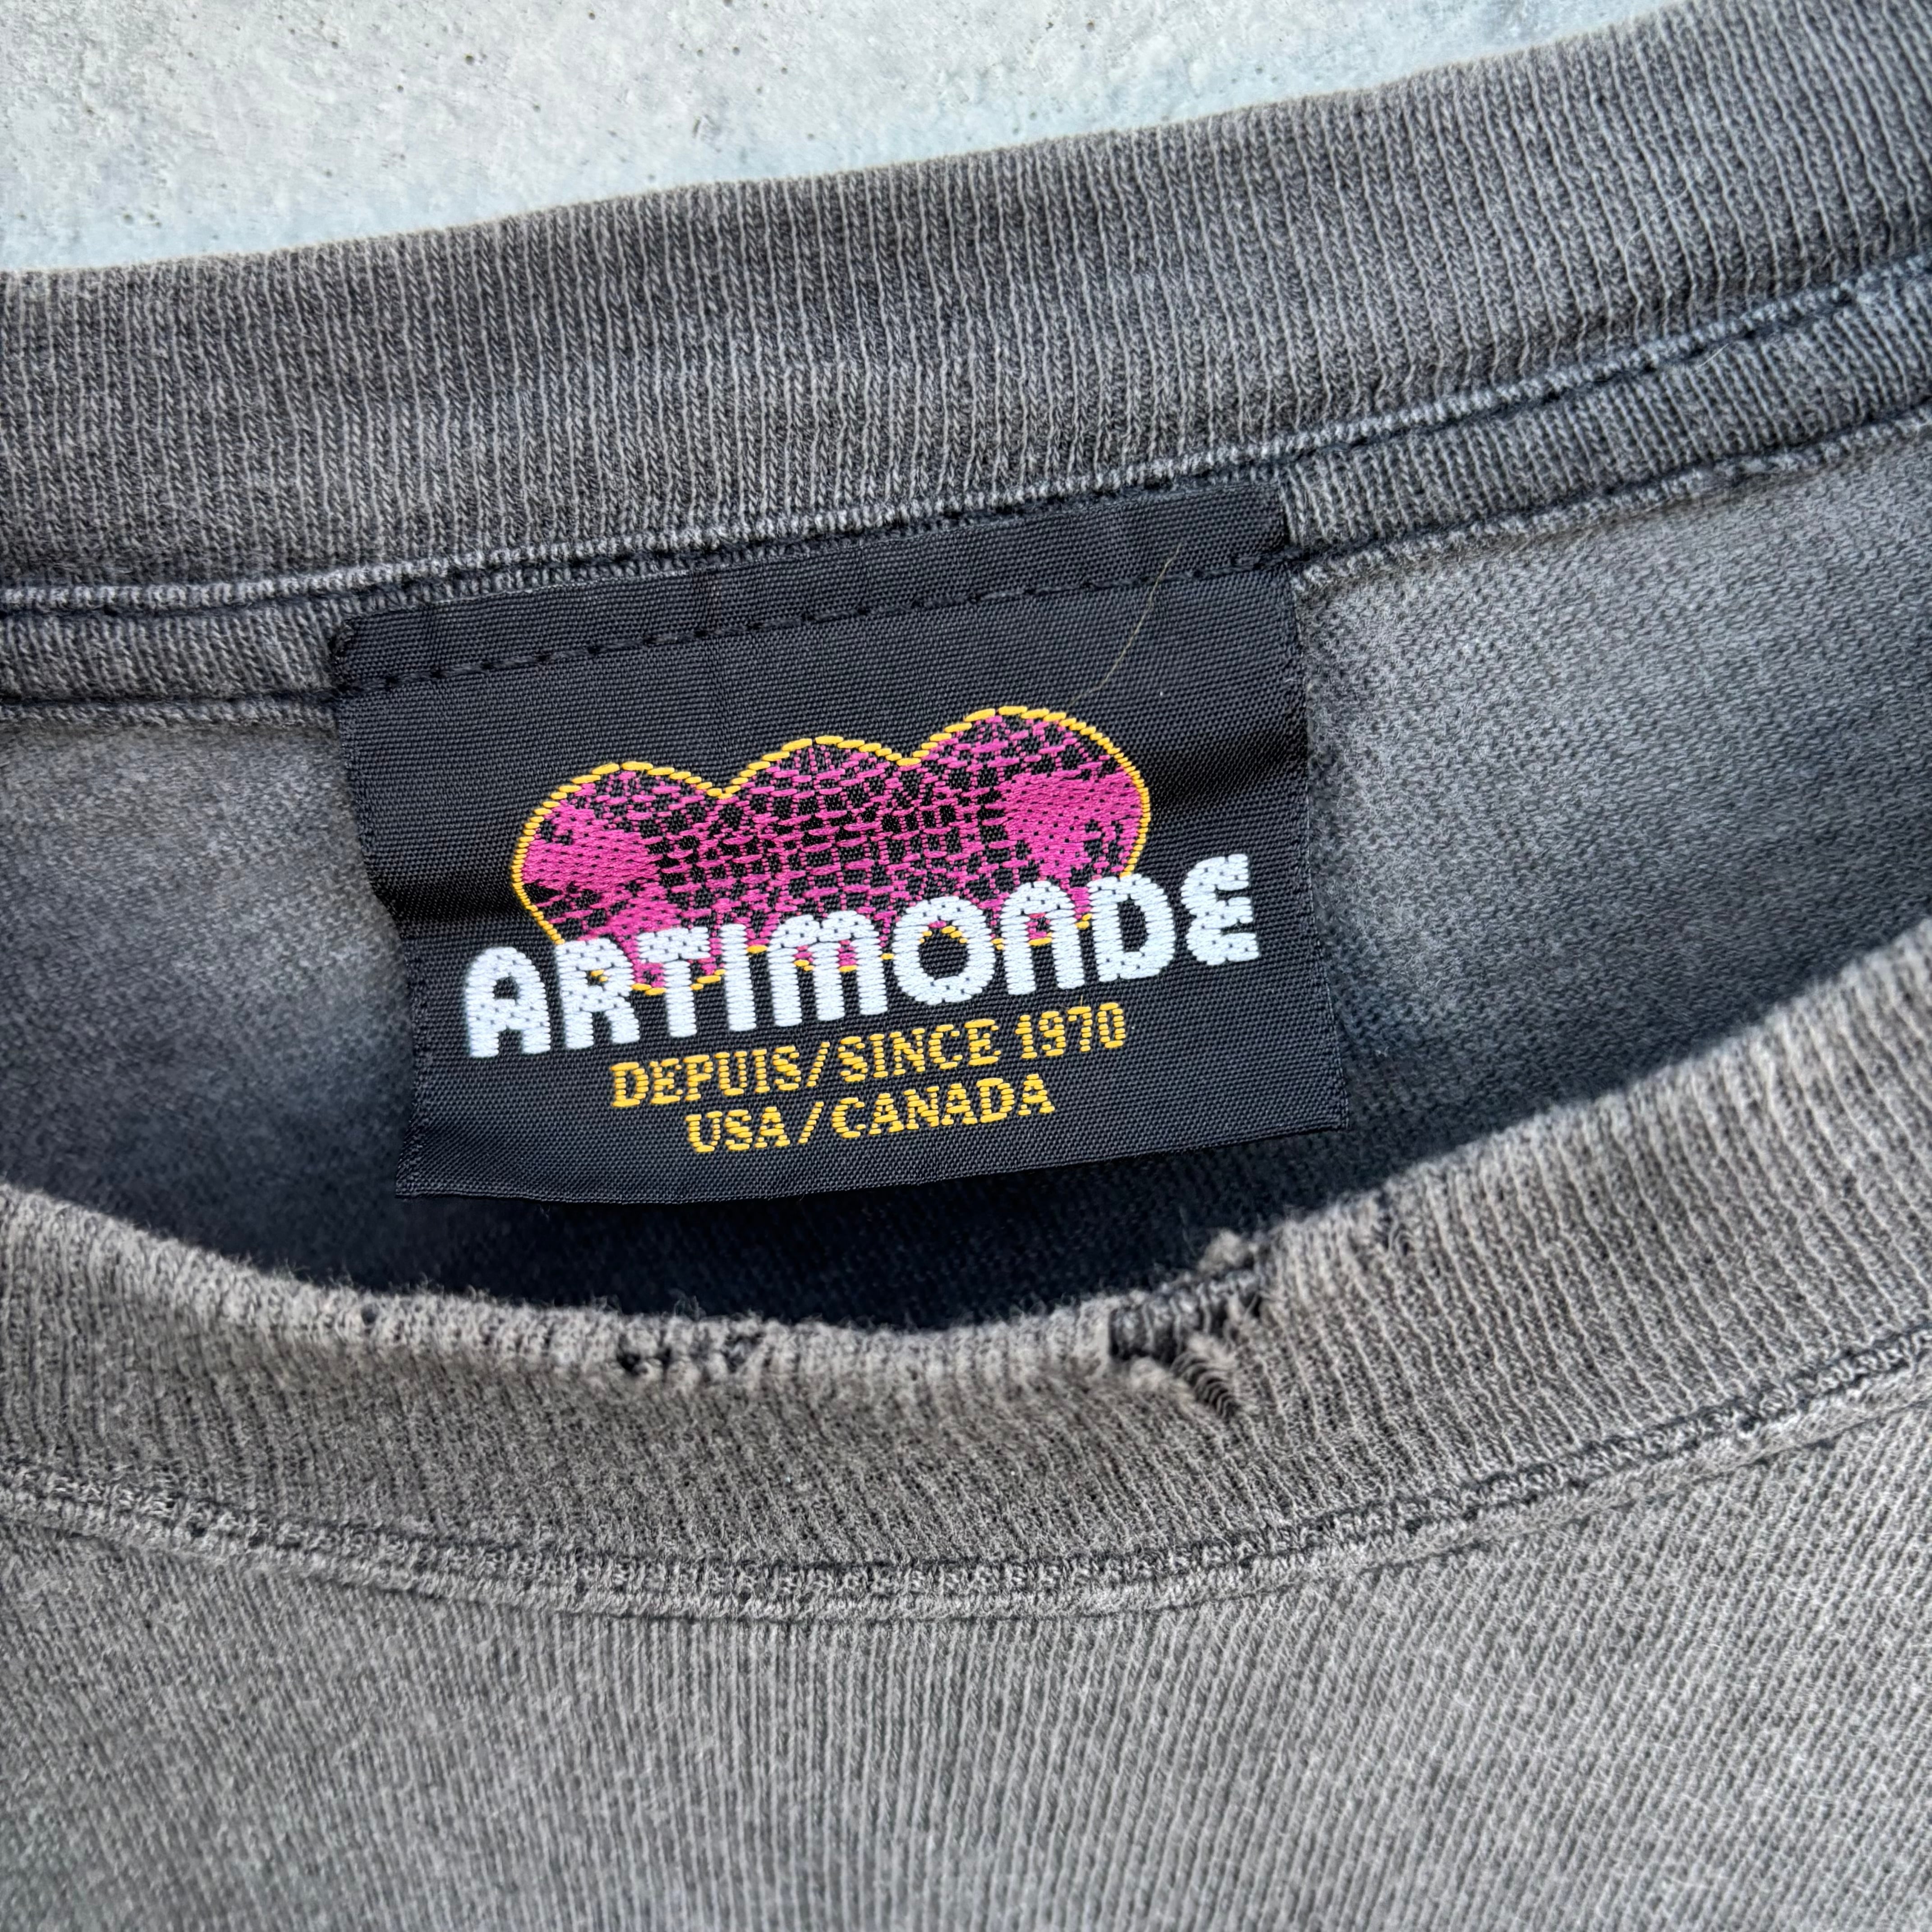 ARTIMONDE
DEPUIS/SINCE 1970
USA/CANADA